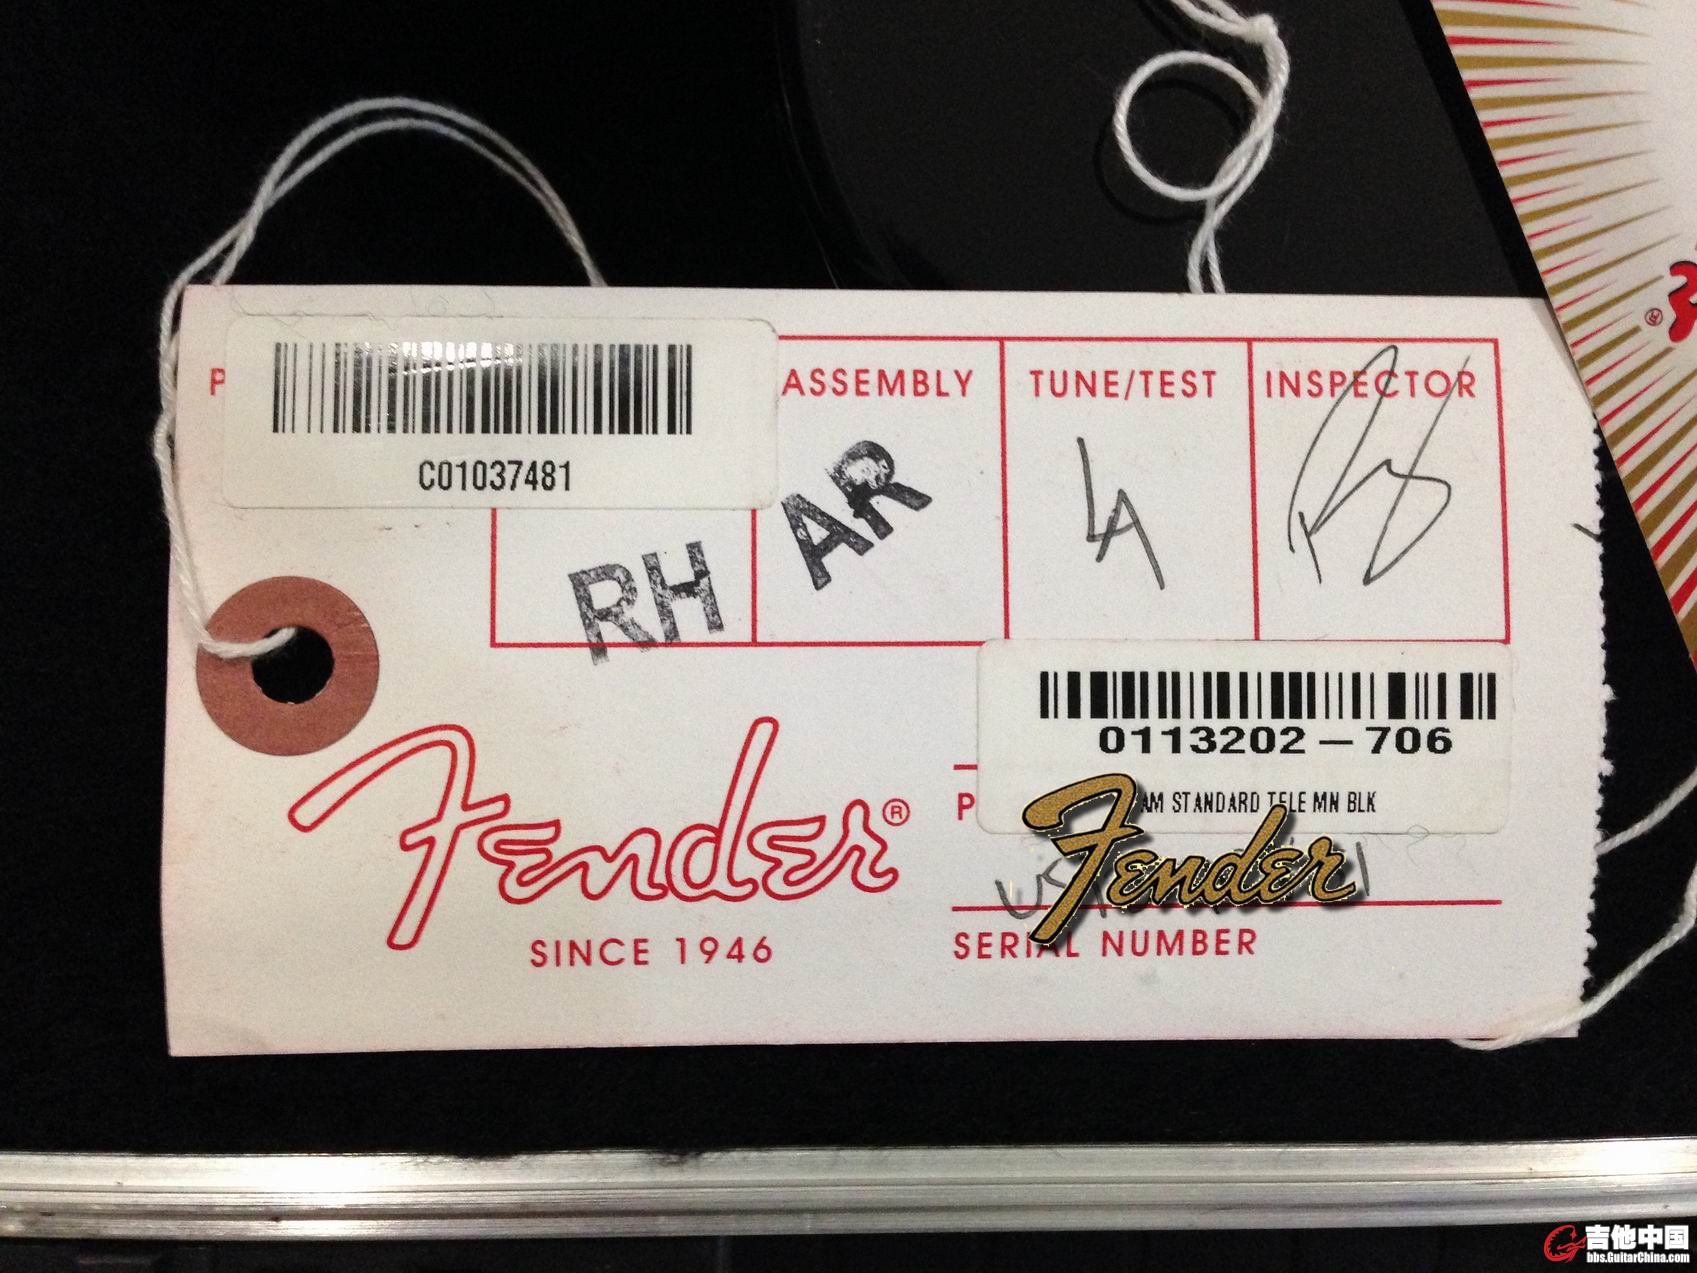 ASSEMBLY TUNE/TEST INSPECTOR
C01037481
AR
LA
RH
0113202 – 706
AM STANDARD TELE MN BLK
Fender®
Fender
SINCE 1946
SERIAL NUMBER
吉他中国
bbs.GuitarChina.com